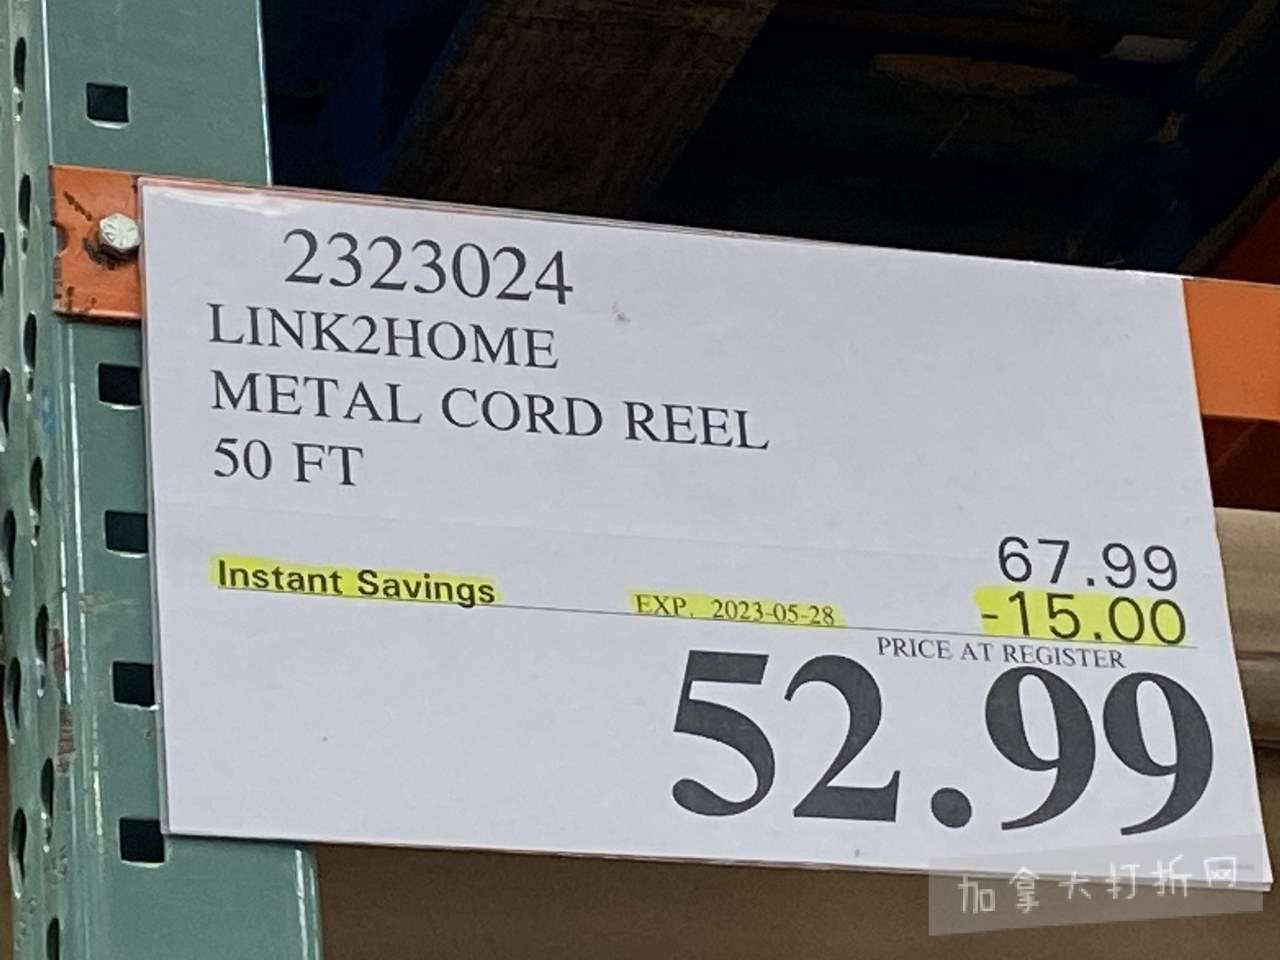 2323024
LINK2HOME
METAL CORD REEL
50 FT
67.99
Instant Savings EXP. 2023-05-28 -15.00
PRICE AT REGISTER
52.99
加拿大打折网